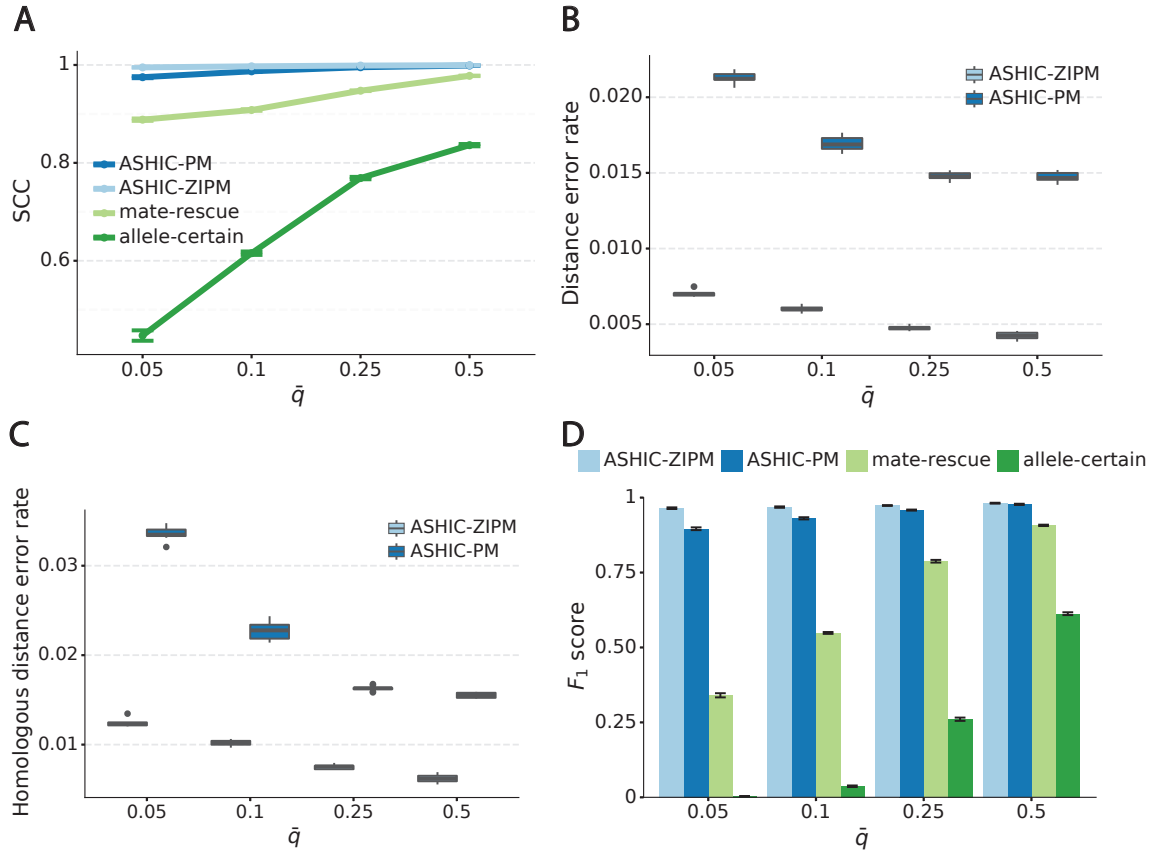 A
SCC
1
0.8
0.6
ASHIC-PM
ASHIC-ZIPM
mate-rescue
allele-certain
0.05 0.1 0.25 0.5
q̄
B
Distance error rate
0.020
0.015
0.010
0.005
ASHIC-ZIPM
ASHIC-PM
0.05 0.1 0.25 0.5
q̄
C
Homologous distance error rate
0.03
0.02
0.01
ASHIC-ZIPM
ASHIC-PM
0.05 0.1 0.25 0.5
q̄
D
ASHIC-ZIPM ASHIC-PM mate-rescue allele-certain
F₁ score
1
0.75
0.50
0.25
0
0.05 0.1 0.25 0.5
q̄